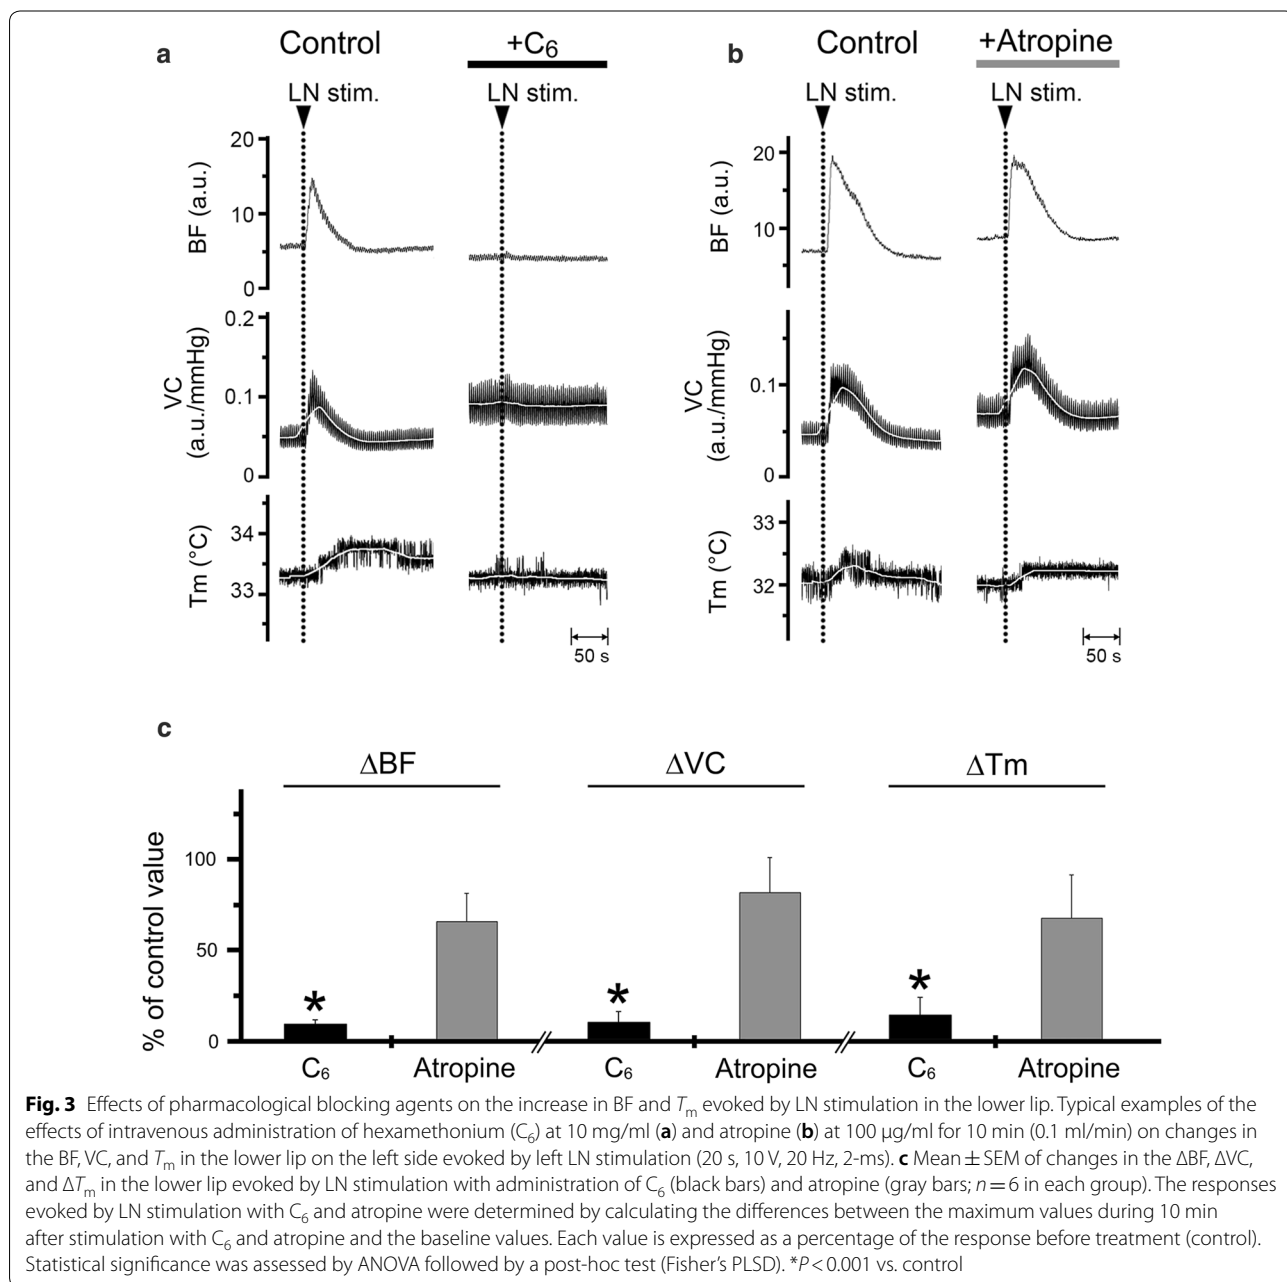 a
Control
+C6
LN stim.
LN stim.
BF (a.u.)
20
10
0
VC
(a.u./mmHg)
0.2
0.1
0
Tm (°C)
34
33
50 s
b
Control
+Atropine
LN stim.
LN stim.
BF (a.u.)
20
10
VC
(a.u./mmHg)
0.1
0
Tm (°C)
33
32
50 s
c
ΔBF
ΔVC
ΔTm
% of control value
100
50
0
*
*
*
C6
Atropine
C6
Atropine
C6
Atropine
Fig. 3 Effects of pharmacological blocking agents on the increase in BF and Tm evoked by LN stimulation in the lower lip. Typical examples of the
effects of intravenous administration of hexamethonium (C6) at 10 mg/ml (a) and atropine (b) at 100 µg/ml for 10 min (0.1 ml/min) on changes in
the BF, VC, and Tm in the lower lip on the left side evoked by left LN stimulation (20 s, 10 V, 20 Hz, 2-ms). c Mean ± SEM of changes in the ΔBF, ΔVC,
and ΔTm in the lower lip evoked by LN stimulation with administration of C6 (black bars) and atropine (gray bars; n = 6 in each group). The responses
evoked by LN stimulation with C6 and atropine were determined by calculating the differences between the maximum values during 10 min
after stimulation with C6 and atropine and the baseline values. Each value is expressed as a percentage of the response before treatment (control).
Statistical significance was assessed by ANOVA followed by a post-hoc test (Fisher's PLSD). *P < 0.001 vs. control